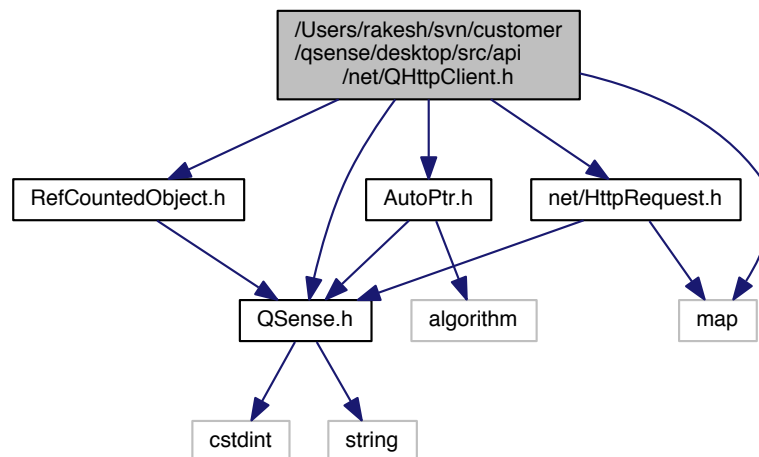 /Users/rakesh/svn/customer
/qsense/desktop/src/api
/net/QHttpClient.h
RefCountedObject.h
AutoPtr.h
net/HttpRequest.h
QSense.h
algorithm
map
cstdint
string